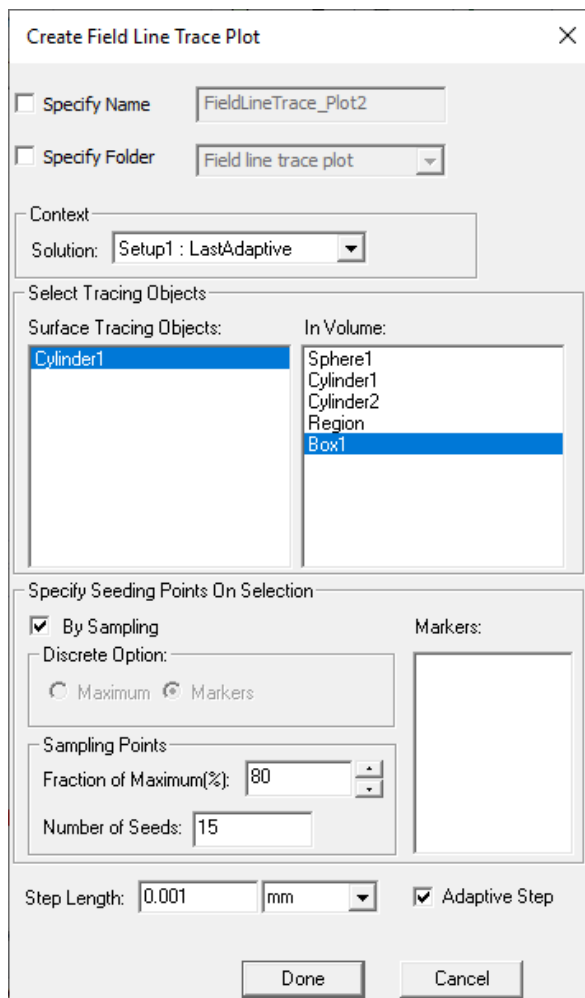 Create Field Line Trace Plot
Specify Name FieldLineTrace_Plot2
Specify Folder Field line trace plot
Context
Solution: Setup1 : LastAdaptive
Select Tracing Objects
Surface Tracing Objects: In Volume:
Cylinder1 Sphere1
Cylinder1
Cylinder2
Region
Box1
Specify Seeding Points On Selection
By Sampling Markers:
Discrete Option:
Maximum Markers
Sampling Points
Fraction of Maximum(%): 80
Number of Seeds: 15
Step Length: 0.001 mm Adaptive Step
Done Cancel